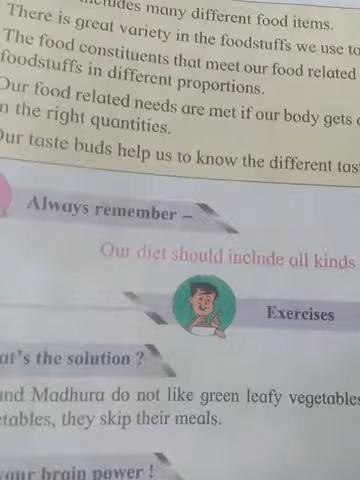 includes many different food items.
There is great variety in the foodstuffs we use to
The food constituents that meet our food related
foodstuffs in different proportions.
Our food related needs are met if our body gets
n the right quantities.
Our taste buds help us to know the different tas
Always remember –
Our diet should include all kinds
Exercises
at's the solution ?
and Madhura do not like green leafy vegetables
etables, they skip their meals.
your brain power !